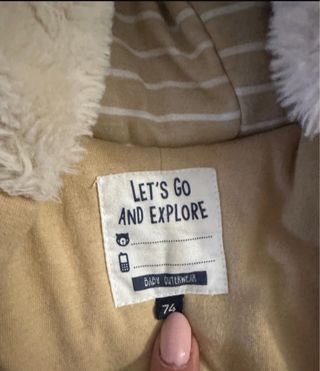 LET'S GO
AND EXPLORE
BABY OUTERWEAR
74